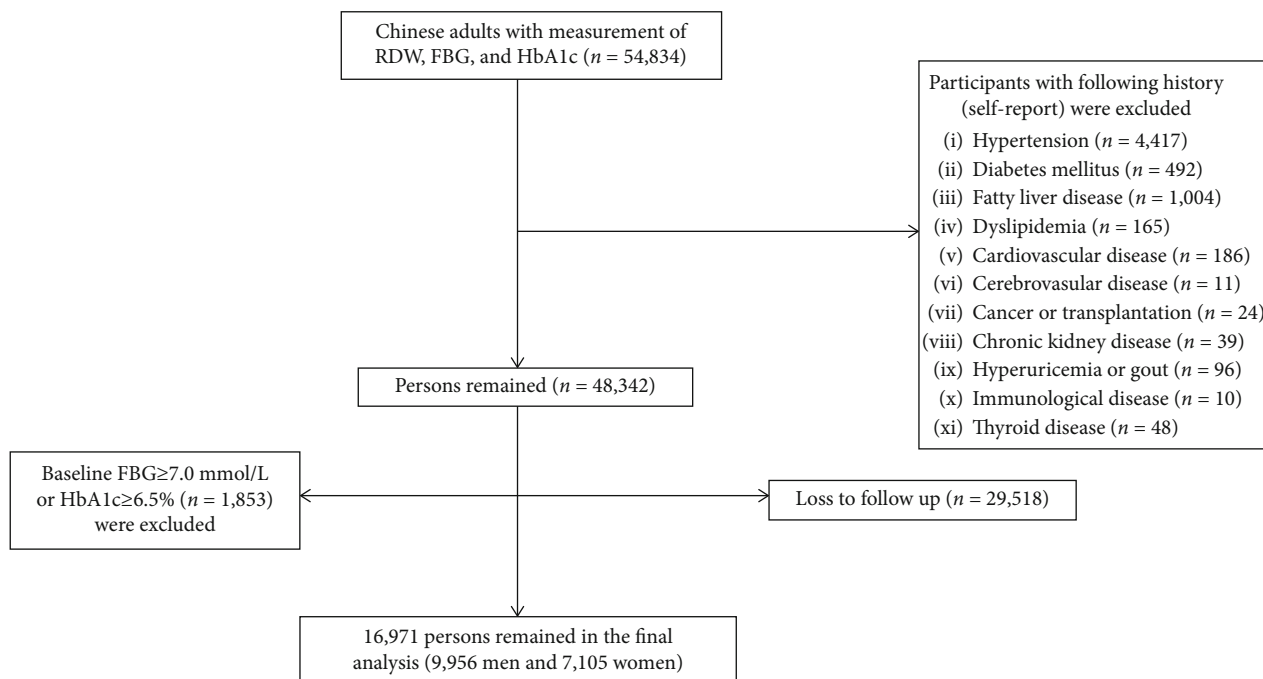 Chinese adults with measurement of
RDW, FBG, and HbA1c (n = 54,834)
Participants with following history
(self-report) were excluded
(i) Hypertension (n = 4,417)
(ii) Diabetes mellitus (n = 492)
(iii) Fatty liver disease (n = 1,004)
(iv) Dyslipidemia (n = 165)
(v) Cardiovascular disease (n = 186)
(vi) Cerebrovasular disease (n = 11)
(vii) Cancer or transplantation (n = 24)
(viii) Chronic kidney disease (n = 39)
(ix) Hyperuricemia or gout (n = 96)
(x) Immunological disease (n = 10)
(xi) Thyroid disease (n = 48)
Persons remained (n = 48,342)
Baseline FBG≥7.0 mmol/L
or HbA1c≥6.5% (n = 1,853)
were excluded
Loss to follow up (n = 29,518)
16,971 persons remained in the final
analysis (9,956 men and 7,105 women)